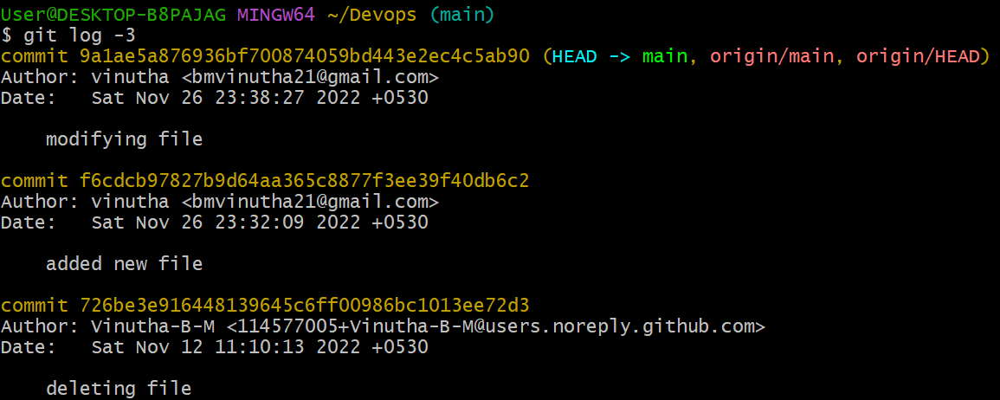 User@DESKTOP-B8PAJAG MINGW64 ~/Devops (main)
$ git log -3
commit 9a1ae5a876936bf700874059bd443e2ec4c5ab90 (HEAD -> main, origin/main, origin/HEAD)
Author: vinutha <bmvinutha21@gmail.com>
Date:   Sat Nov 26 23:38:27 2022 +0530
    modifying file
commit f6cdcb97827b9d64aa365c8877f3ee39f40db6c2
Author: vinutha <bmvinutha21@gmail.com>
Date:   Sat Nov 26 23:32:09 2022 +0530
    added new file
commit 726be3e916448139645c6ff00986bc1013ee72d3
Author: Vinutha-B-M <114577005+Vinutha-B-M@users.noreply.github.com>
Date:   Sat Nov 12 11:10:13 2022 +0530
    deleting file